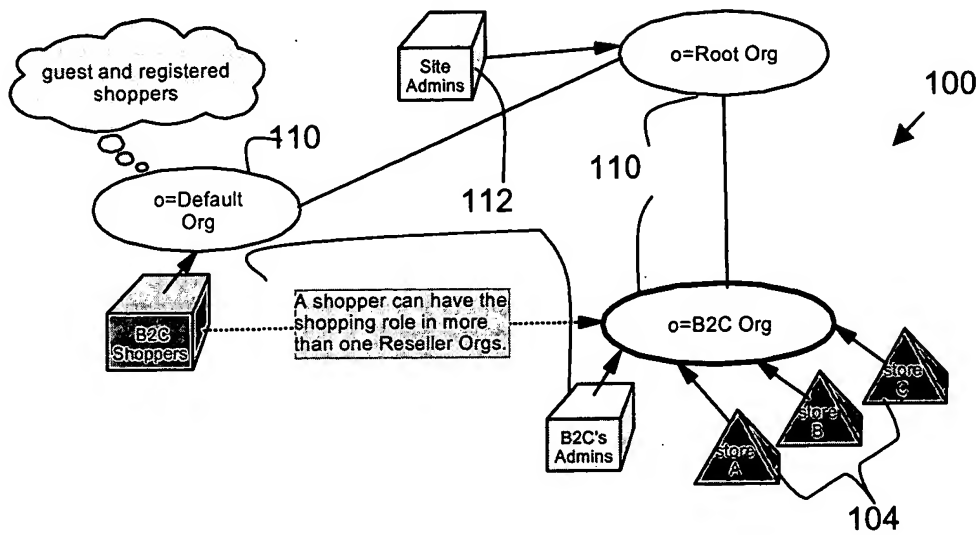 guest and registered
shoppers
Site
Admins
o=Root Org
100
110
110
112
o=Default
Org
B2C
Shoppers
A shopper can have the
shopping role in more
than one Reseller Orgs.
o=B2C Org
B2C's
Admins
store
A
store
B
store
C
104